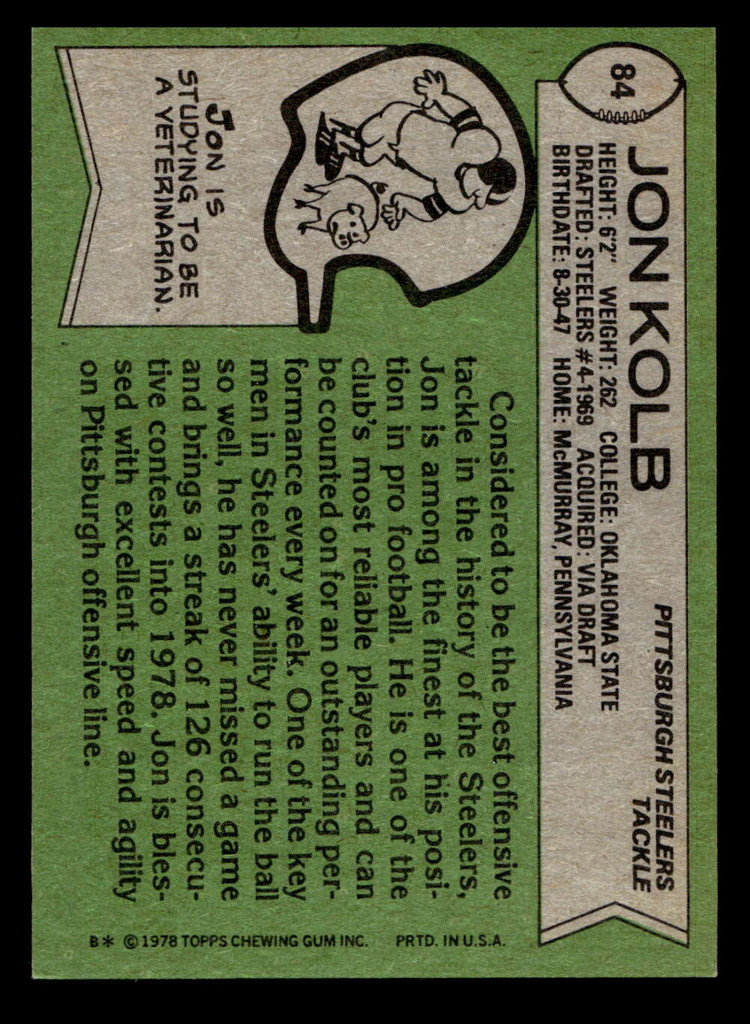 84
JON KOLB
PITTSBURGH STEELERS
TACKLE
HEIGHT: 6'2" WEIGHT: 262 COLLEGE: OKLAHOMA STATE
DRAFTED: STEELERS #4-1969 ACQUIRED: VIA DRAFT
BIRTHDATE: 8-30-47 HOME: McMURRAY, PENNSYLVANIA
JON IS
STUDYING TO BE
A VETERINARIAN.
Considered to be the best offensive
tackle in the history of the Steelers,
Jon is among the finest at his posi-
tion in pro football. He is one of the
club's most reliable players and can
be counted on for an outstanding per-
formance every week. One of the key
men in Steelers' ability to run the ball
so well, he has never missed a game
and brings a streak of 126 consecu-
tive contests into 1978. Jon is bles-
sed with excellent speed and agility
on Pittsburgh offensive line.
B* © 1978 TOPPS CHEWING GUM INC. PRTD. IN U.S.A.